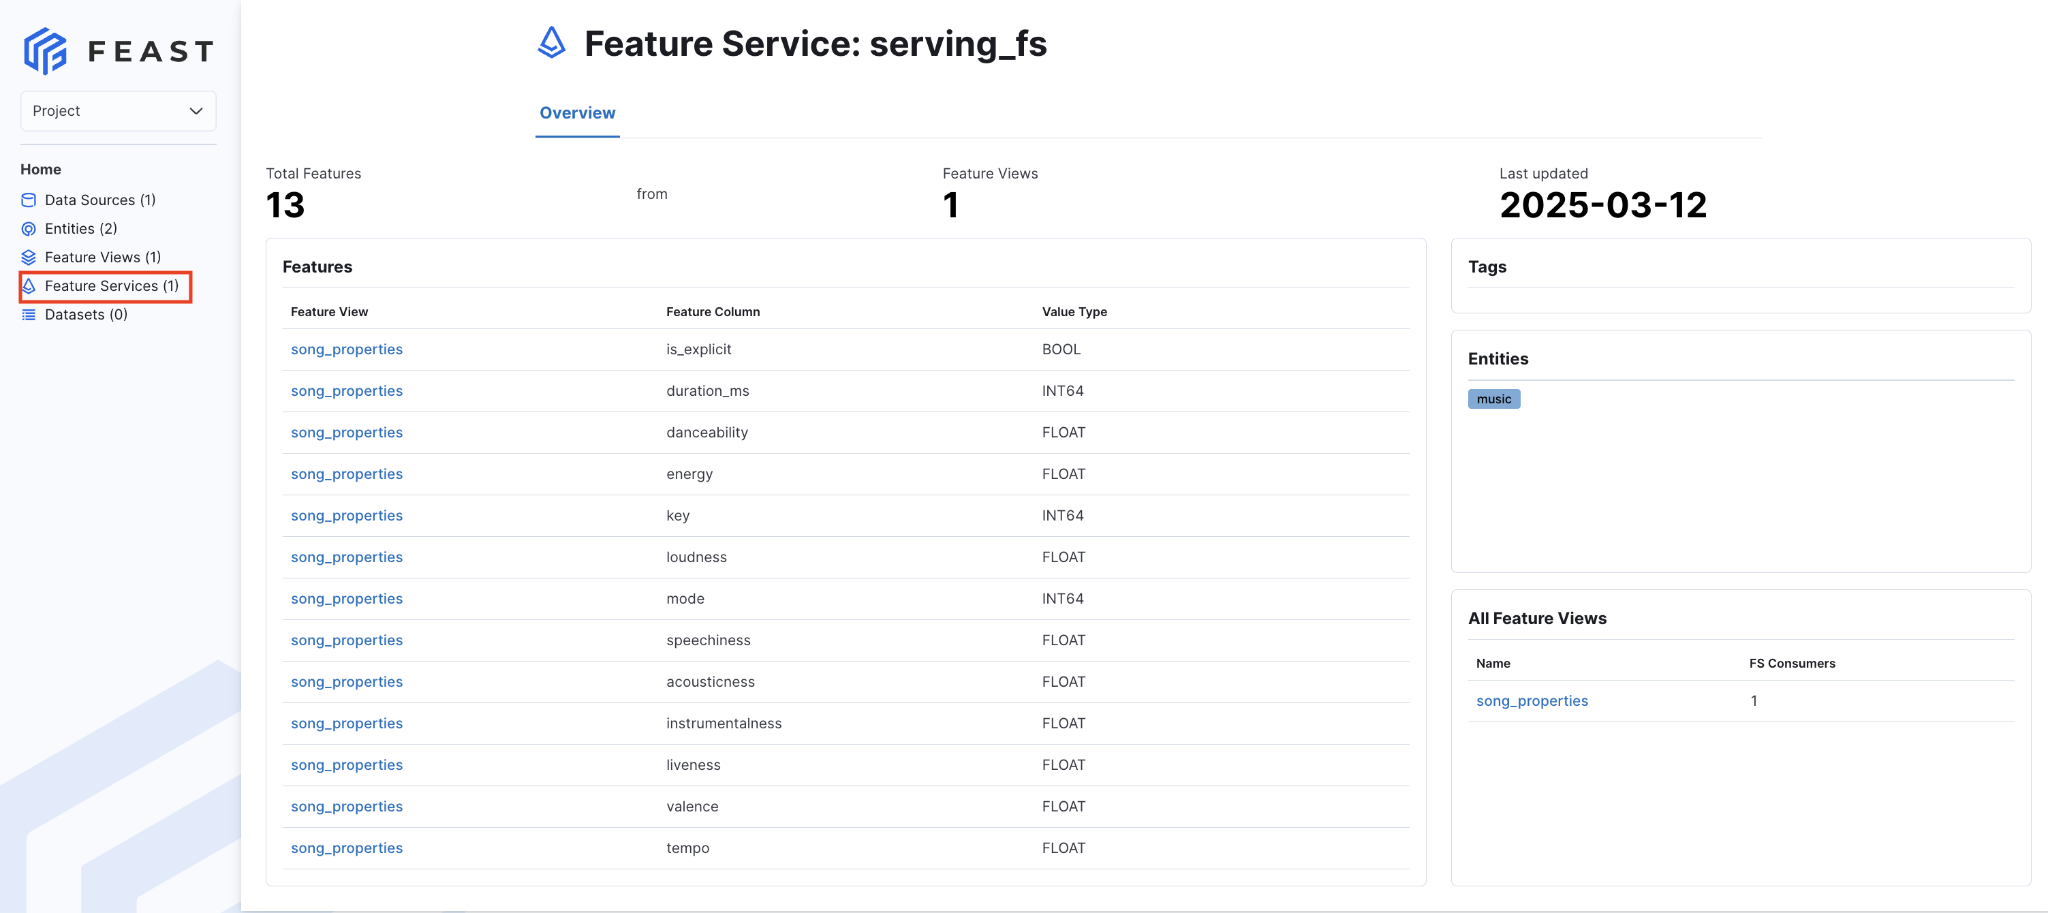 FEAST
Project
Home
Data Sources (1)
Entities (2)
Feature Views (1)
Feature Services (1)
Datasets (0)
Feature Service: serving_fs
Overview
Total Features
13
from
Feature Views
1
Last updated
2025-03-12
Features
Feature View Feature Column Value Type
song_properties is_explicit BOOL
song_properties duration_ms INT64
song_properties danceability FLOAT
song_properties energy FLOAT
song_properties key INT64
song_properties loudness FLOAT
song_properties mode INT64
song_properties speechiness FLOAT
song_properties acousticness FLOAT
song_properties instrumentalness FLOAT
song_properties liveness FLOAT
song_properties valence FLOAT
song_properties tempo FLOAT
Tags
Entities
music
All Feature Views
Name FS Consumers
song_properties 1